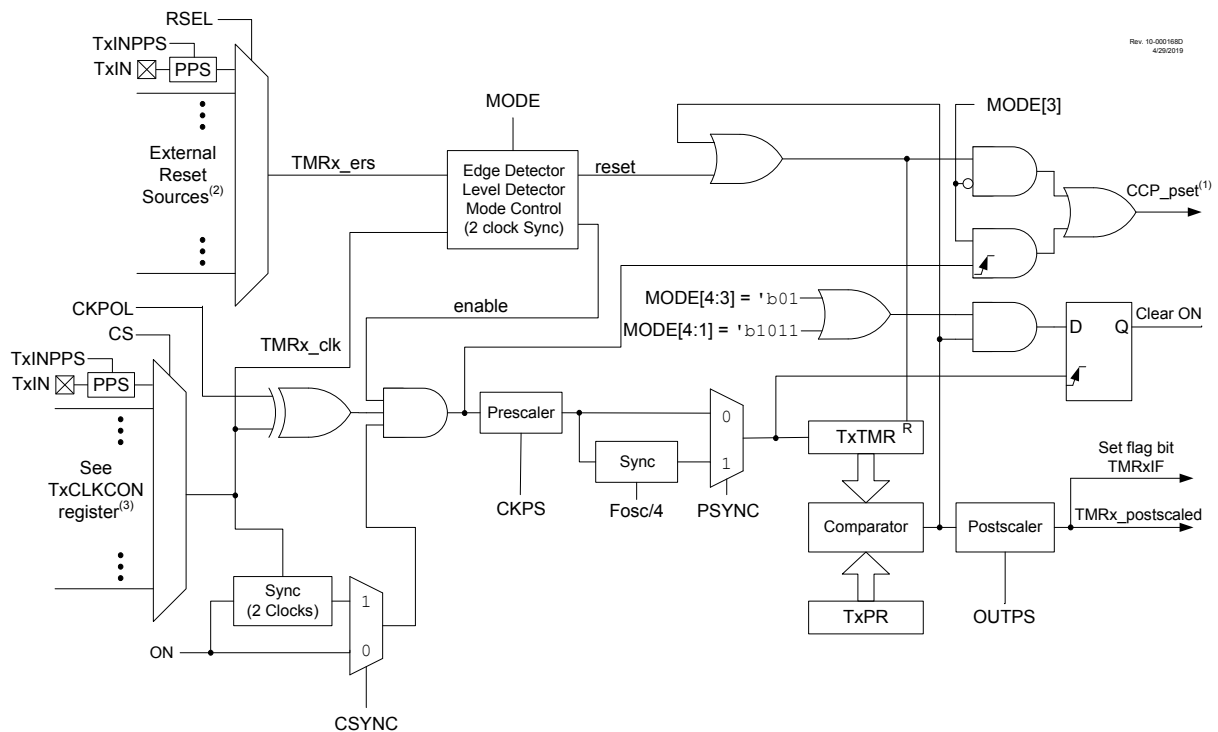 RSEL
TxINPPS
TxIN
PPS
Rev. 10-000168D
4/29/2019
External
Reset
Sources(2)
TMRx_ers
MODE
Edge Detector
Level Detector
Mode Control
(2 clock Sync)
reset
MODE[3]
CCP_pset(1)
enable
TMRx_clk
MODE[4:3] = 'b01
MODE[4:1] = 'b1011
D
Q
Clear ON
CKPOL
CS
TxINPPS
TxIN
PPS
See
TxCLKCON
register(3)
Prescaler
CKPS
Sync
Fosc/4
0
1
PSYNC
TxTMR
R
Comparator
TxPR
Postscaler
OUTPS
Set flag bit
TMRxIF
TMRx_postscaled
Sync
(2 Clocks)
1
0
ON
CSYNC